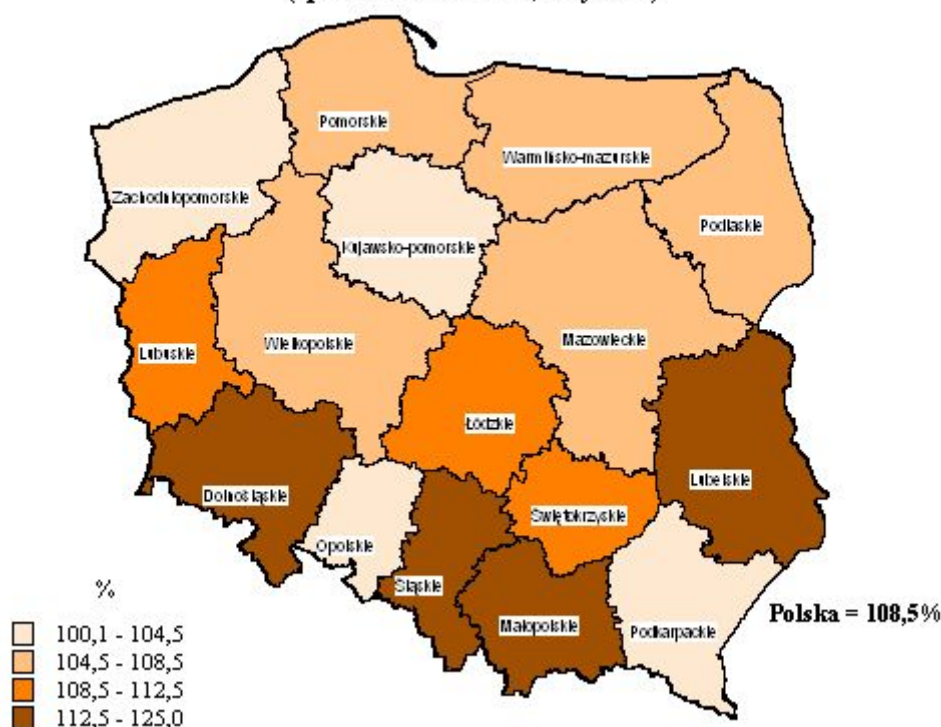 Pomorskie
Warmińsko-mazurskie
Zachodniopomorskie
Podlaskie
Kujawsko-pomorskie
Mazowieckie
Wielkopolskie
Lubuskie
Łódzkie
Lubelskie
Dolnośląskie
Świętokrzyskie
Opolskie
Śląskie
Małopolskie
Podkarpackie
Polska = 108,5%
%
100,1 - 104,5
104,5 - 108,5
108,5 - 112,5
112,5 - 125,0